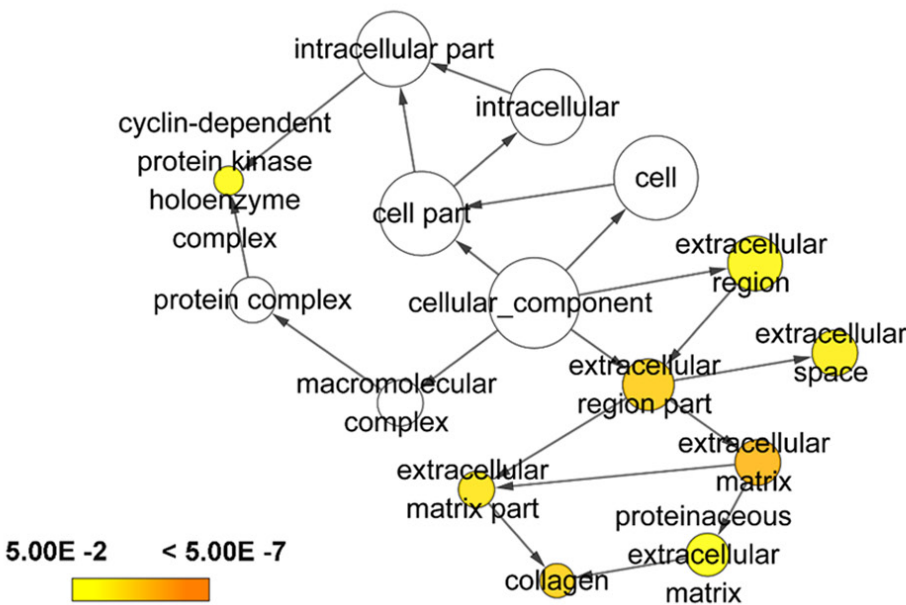 intracellular part
intracellular
cyclin-dependent
protein kinase
holoenzyme
complex
cell
cell part
extracellular
region
protein complex
cellular_component
extracellular
space
extracellular
region part
macromolecular
complex
extracellular
matrix
extracellular
matrix part
proteinaceous
extracellular
matrix
collagen
5.00E -2 < 5.00E -7